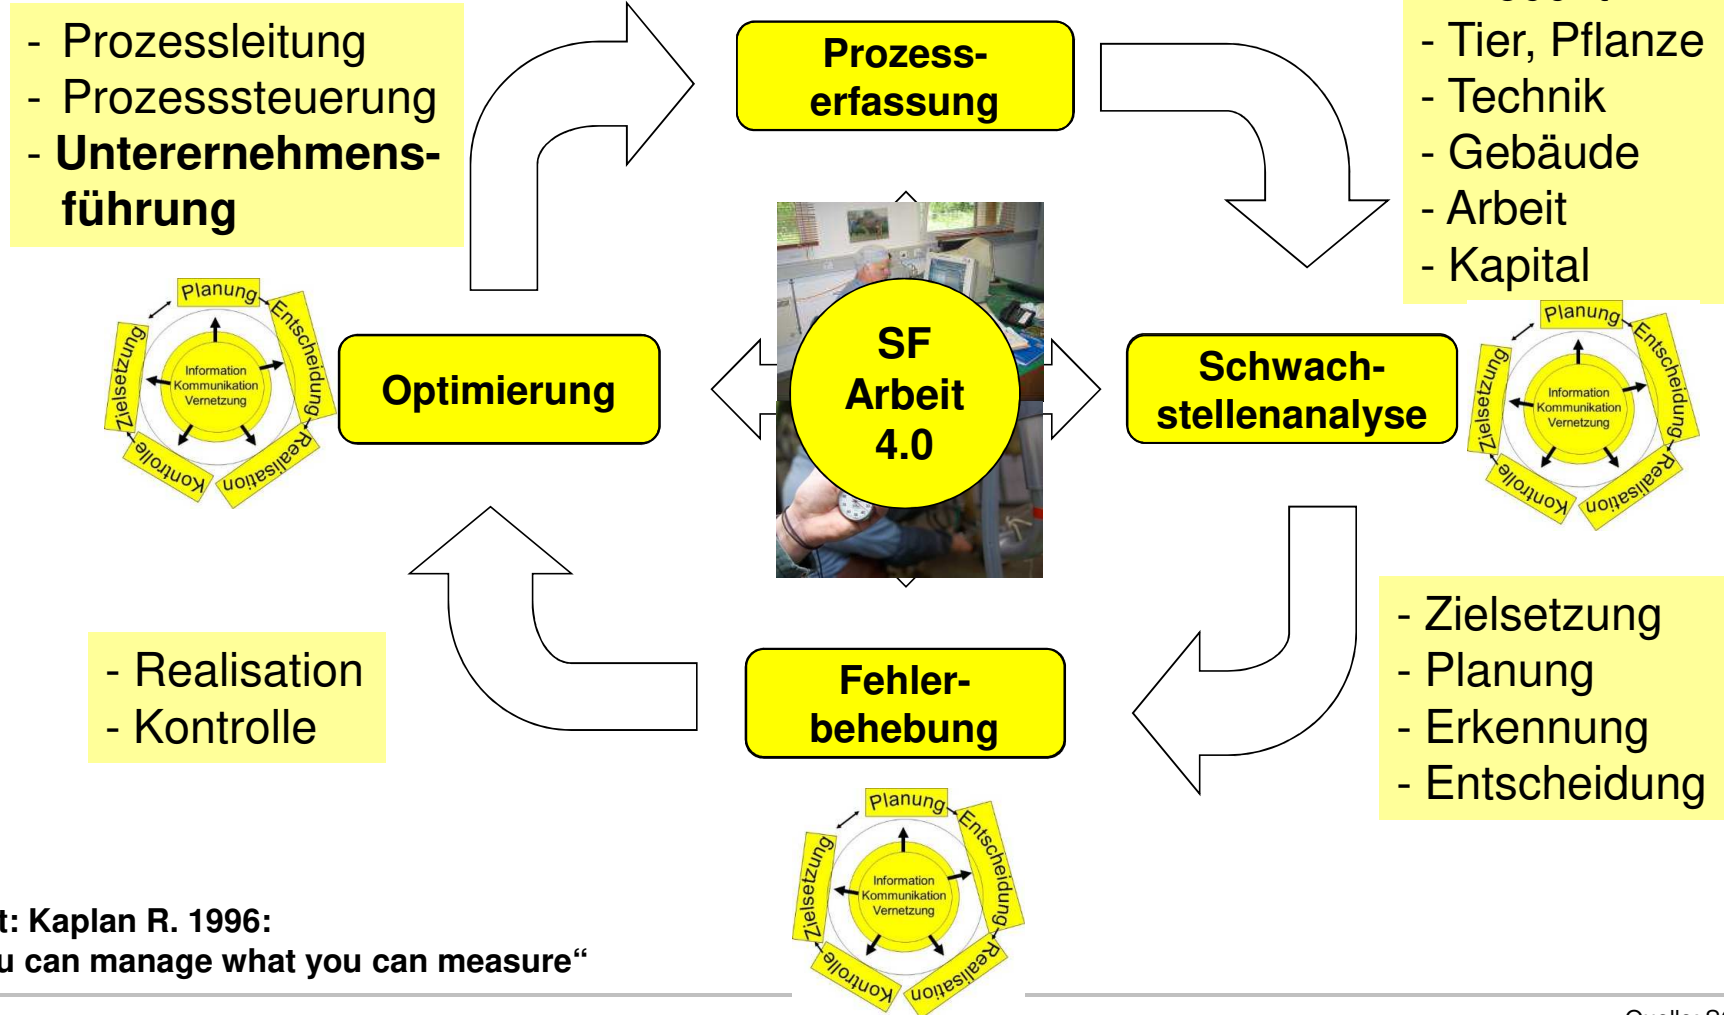 - Prozessleitung
- Prozesssteuerung
- Unterernehmens-
führung
Prozess-
erfassung
- Tier, Pflanze
- Technik
- Gebäude
- Arbeit
- Kapital
Planung
Entscheidung
Realisation
Kontrolle
Zielsetzung
Information
Kommunikation
Vernetzung
Optimierung
SF
Arbeit
4.0
Schwach-
stellenanalyse
Planung
Entscheidung
Realisation
Kontrolle
Zielsetzung
Information
Kommunikation
Vernetzung
- Realisation
- Kontrolle
Fehler-
behebung
- Zielsetzung
- Planung
- Erkennung
- Entscheidung
Planung
Entscheidung
Realisation
Kontrolle
Zielsetzung
Information
Kommunikation
Vernetzung
t: Kaplan R. 1996:
u can manage what you can measure“